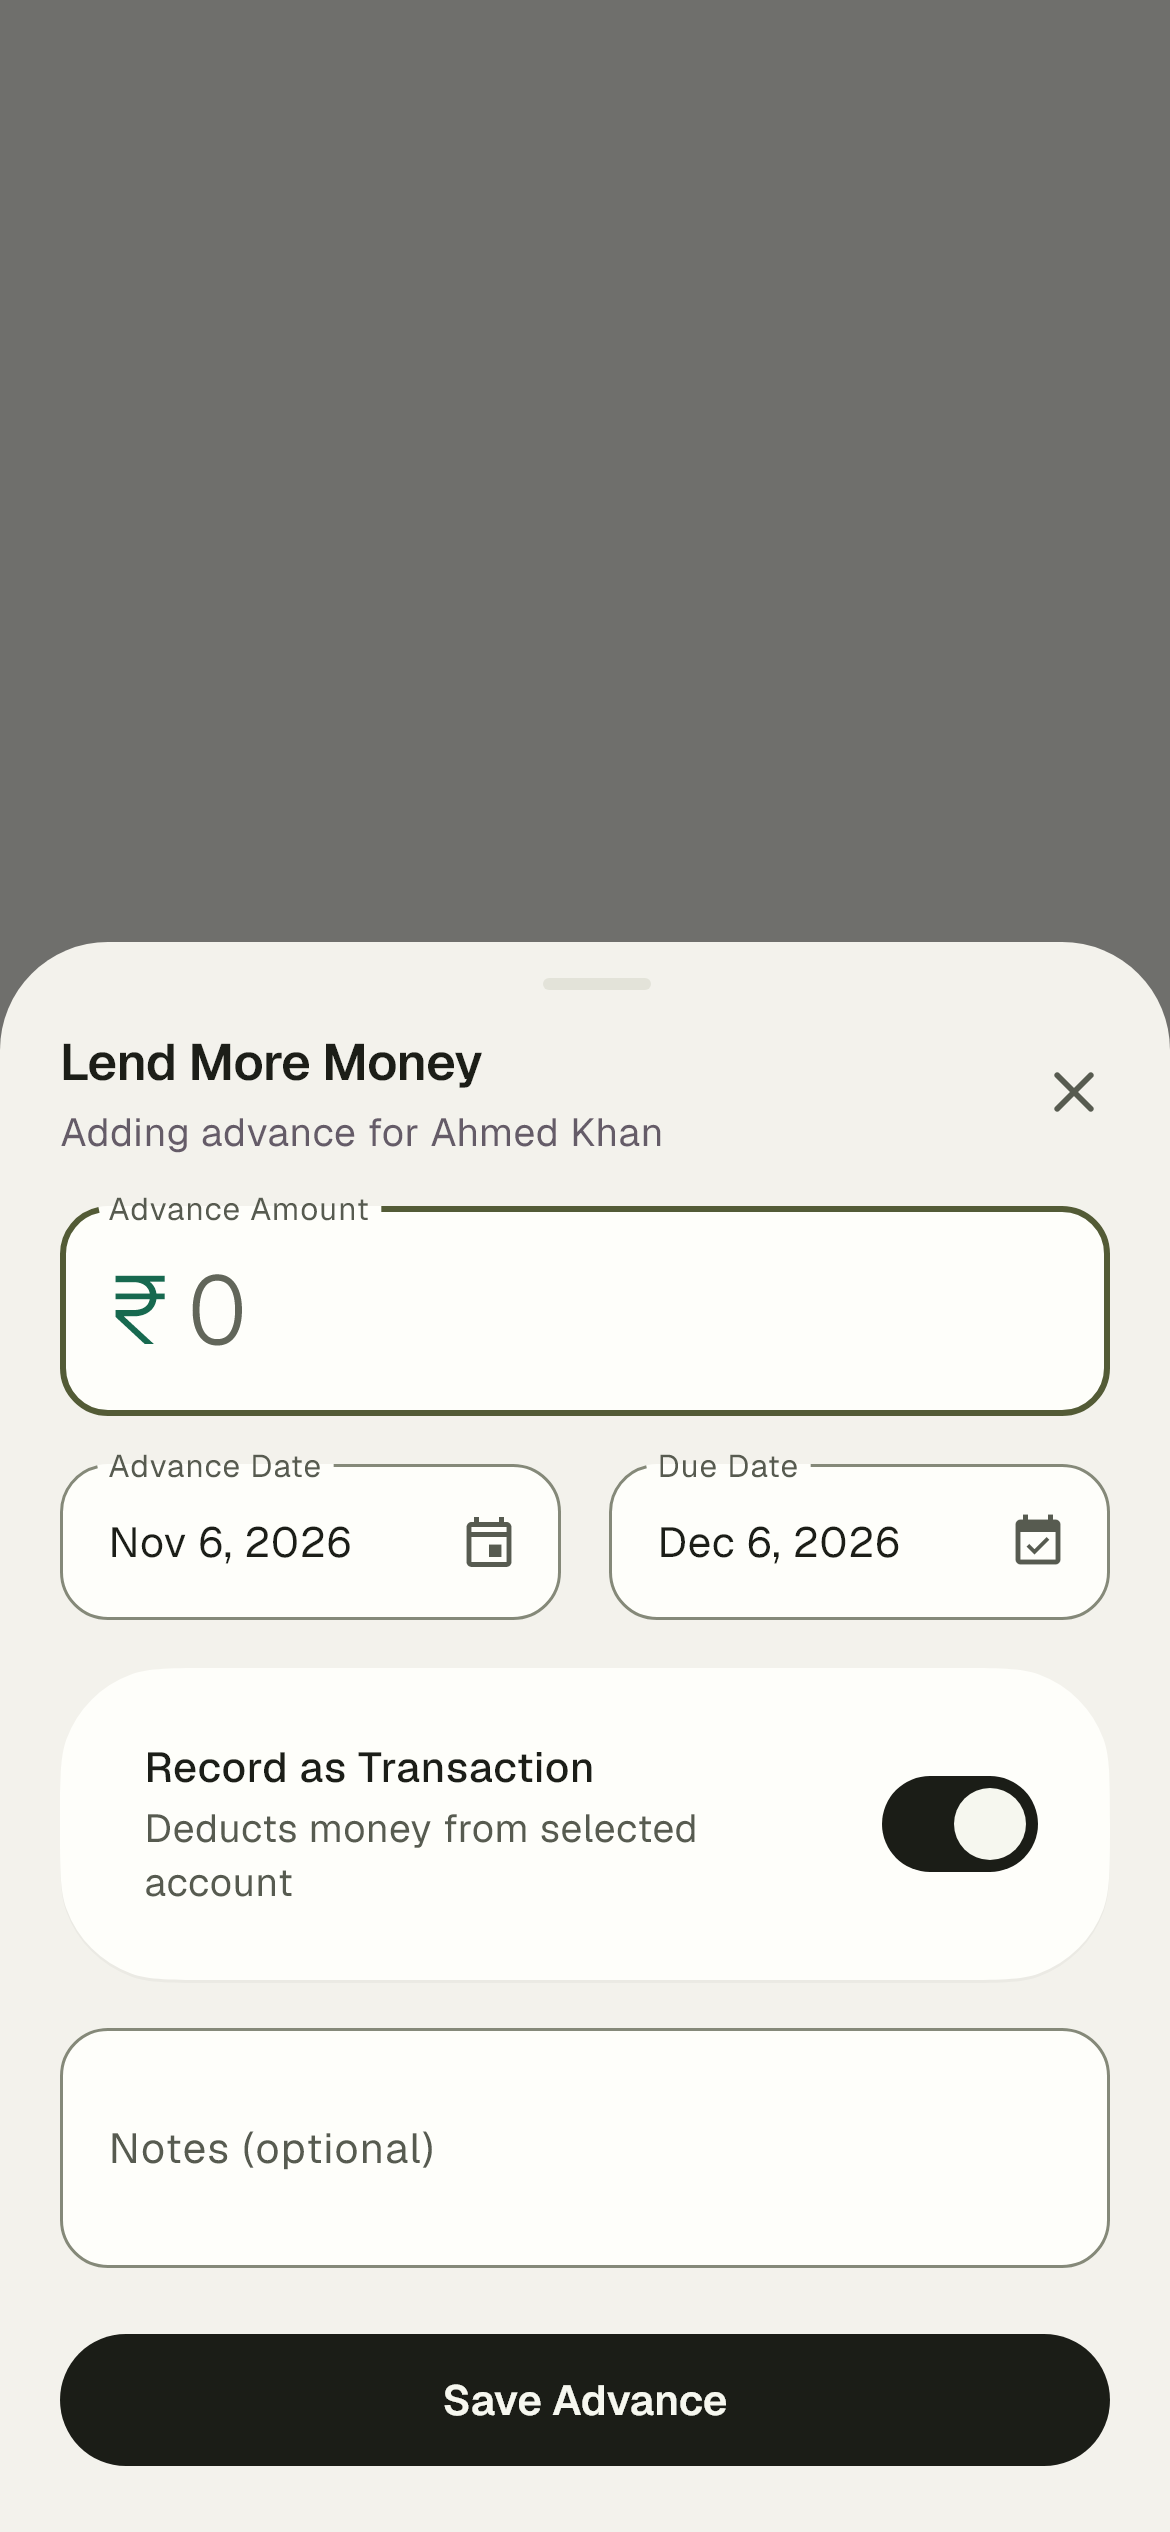 Lend More Money
Adding advance for Ahmed Khan
Advance Amount
₹ 0
Advance Date
Nov 6, 2026
Due Date
Dec 6, 2026
Record as Transaction
Deducts money from selected
account
Notes (optional)
Save Advance